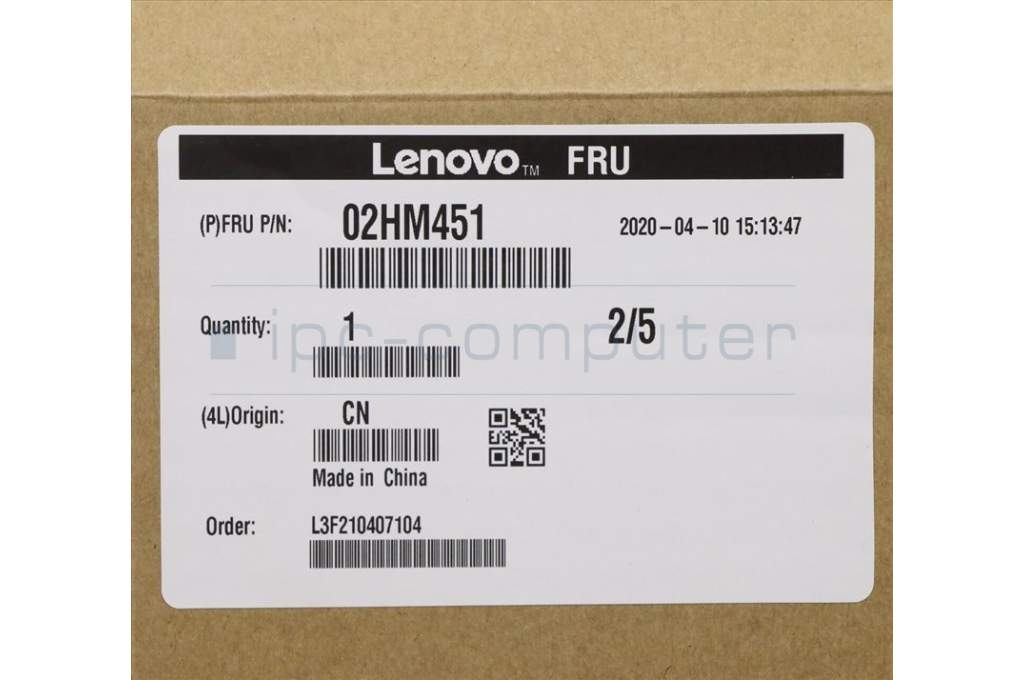 Lenovo™ FRU
(P)FRU P/N: 02HM451 2020-04-10 15:13:47
Quantity: 1 2/5
ipc-computer
(4L)Origin: CN
Made in China
Order: L3F210407104